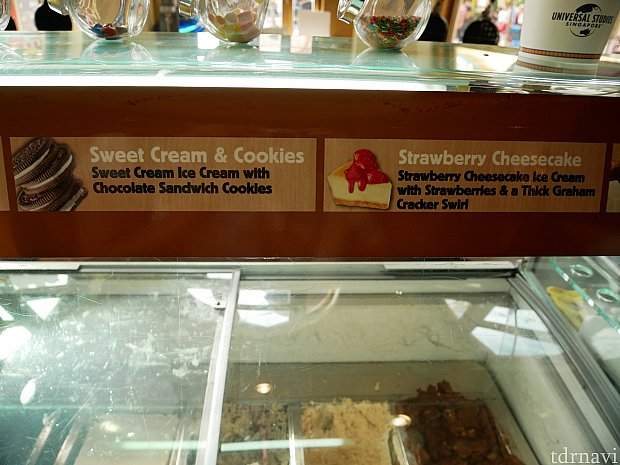 UNIVERSAL STUDIOS
SINGAPORE
Sweet Cream & Cookies
Sweet Cream Ice Cream with
Chocolate Sandwich Cookies
Strawberry Cheesecake
Strawberry Cheesecake Ice Cream
with Strawberries & a Thick Graham
Cracker Swirl
tdrnavi